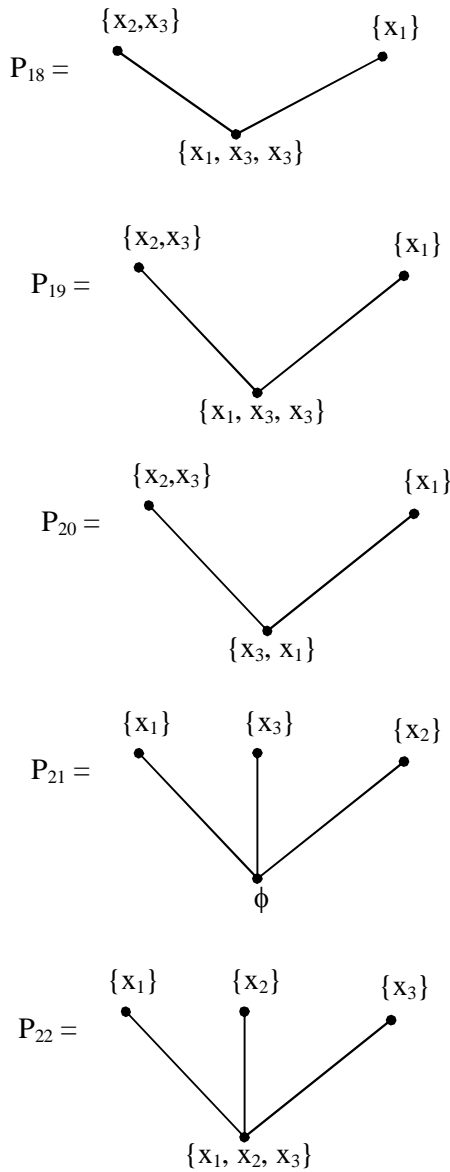 {x₂,x₃} {x₁}
P₁₈ =
{x₁, x₃, x₃}
{x₂,x₃} {x₁}
P₁₉ =
{x₁, x₃, x₃}
{x₂,x₃} {x₁}
P₂₀ =
{x₃, x₁}
{x₁} {x₃} {x₂}
P₂₁ =
ϕ
{x₁} {x₂} {x₃}
P₂₂ =
{x₁, x₂, x₃}